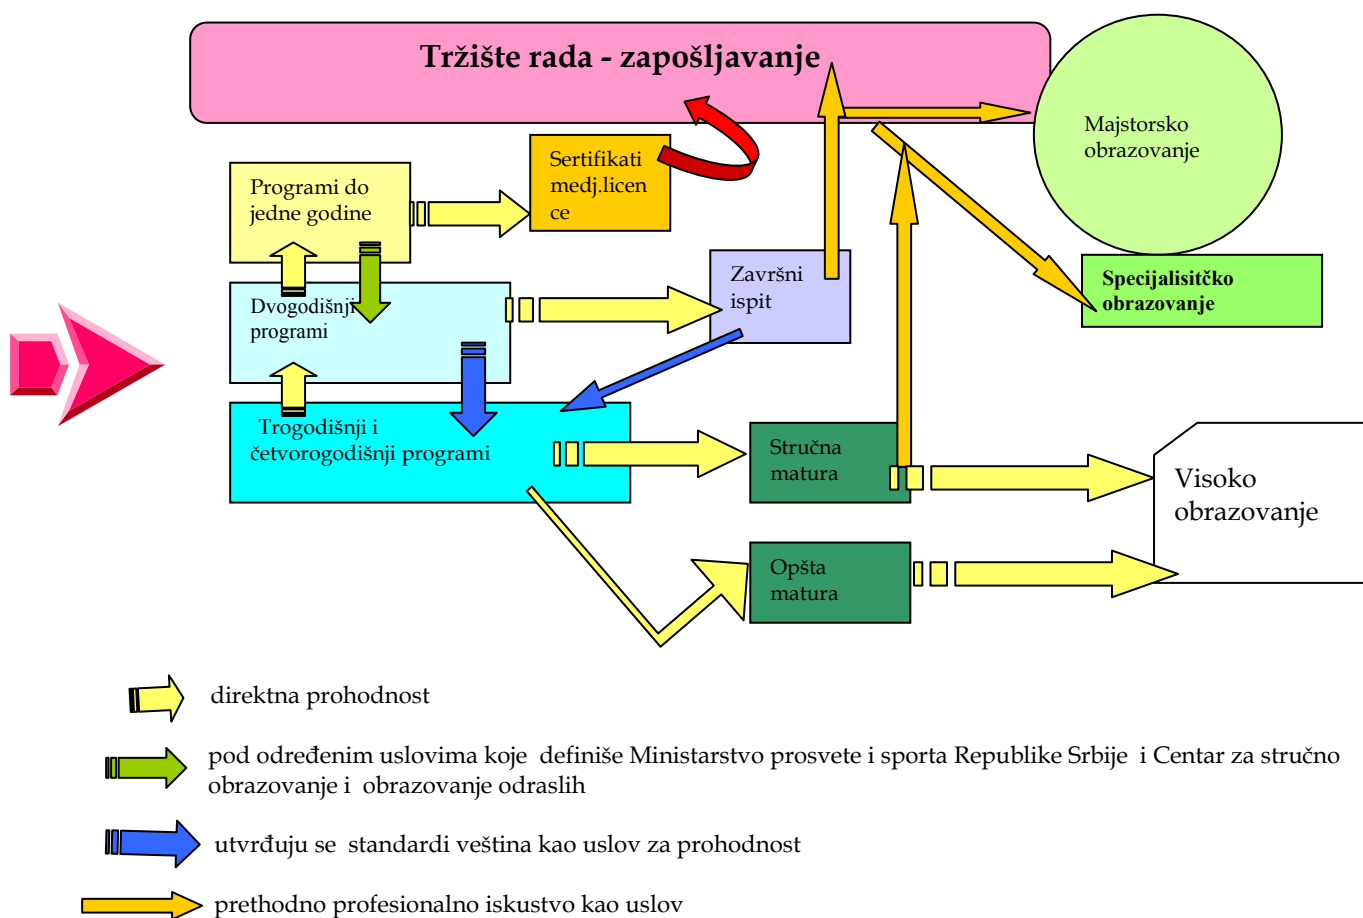 Tržište rada - zapošljavanje
Majstorsko
obrazovanje
Sertifikati
medj.licen
ce
Programi do
jedne godine
Završni
ispit
Specijalisitčko
obrazovanje
Dvogodišnji
programi
Trogodišnji i
četvorogodišnji programi
Stručna
matura
Visoko
obrazovanje
Opšta
matura
direktna prohodnost
pod određenim uslovima koje definiše Ministarstvo prosvete i sporta Republike Srbije i Centar za stručno
obrazovanje i obrazovanje odraslih
utvrđuju se standardi veština kao uslov za prohodnost
prethodno profesionalno iskustvo kao uslov